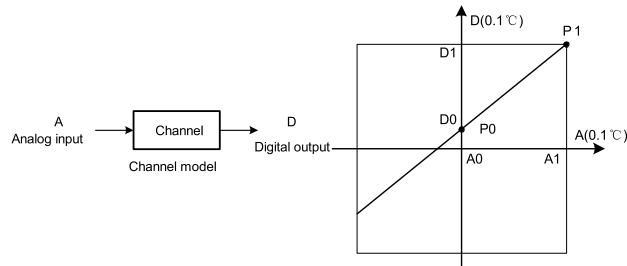 A
Analog input
Channel
Channel model
D
Digital output
D(0.1℃)
P1
D1
D0
P0
A(0.1℃)
A0
A1